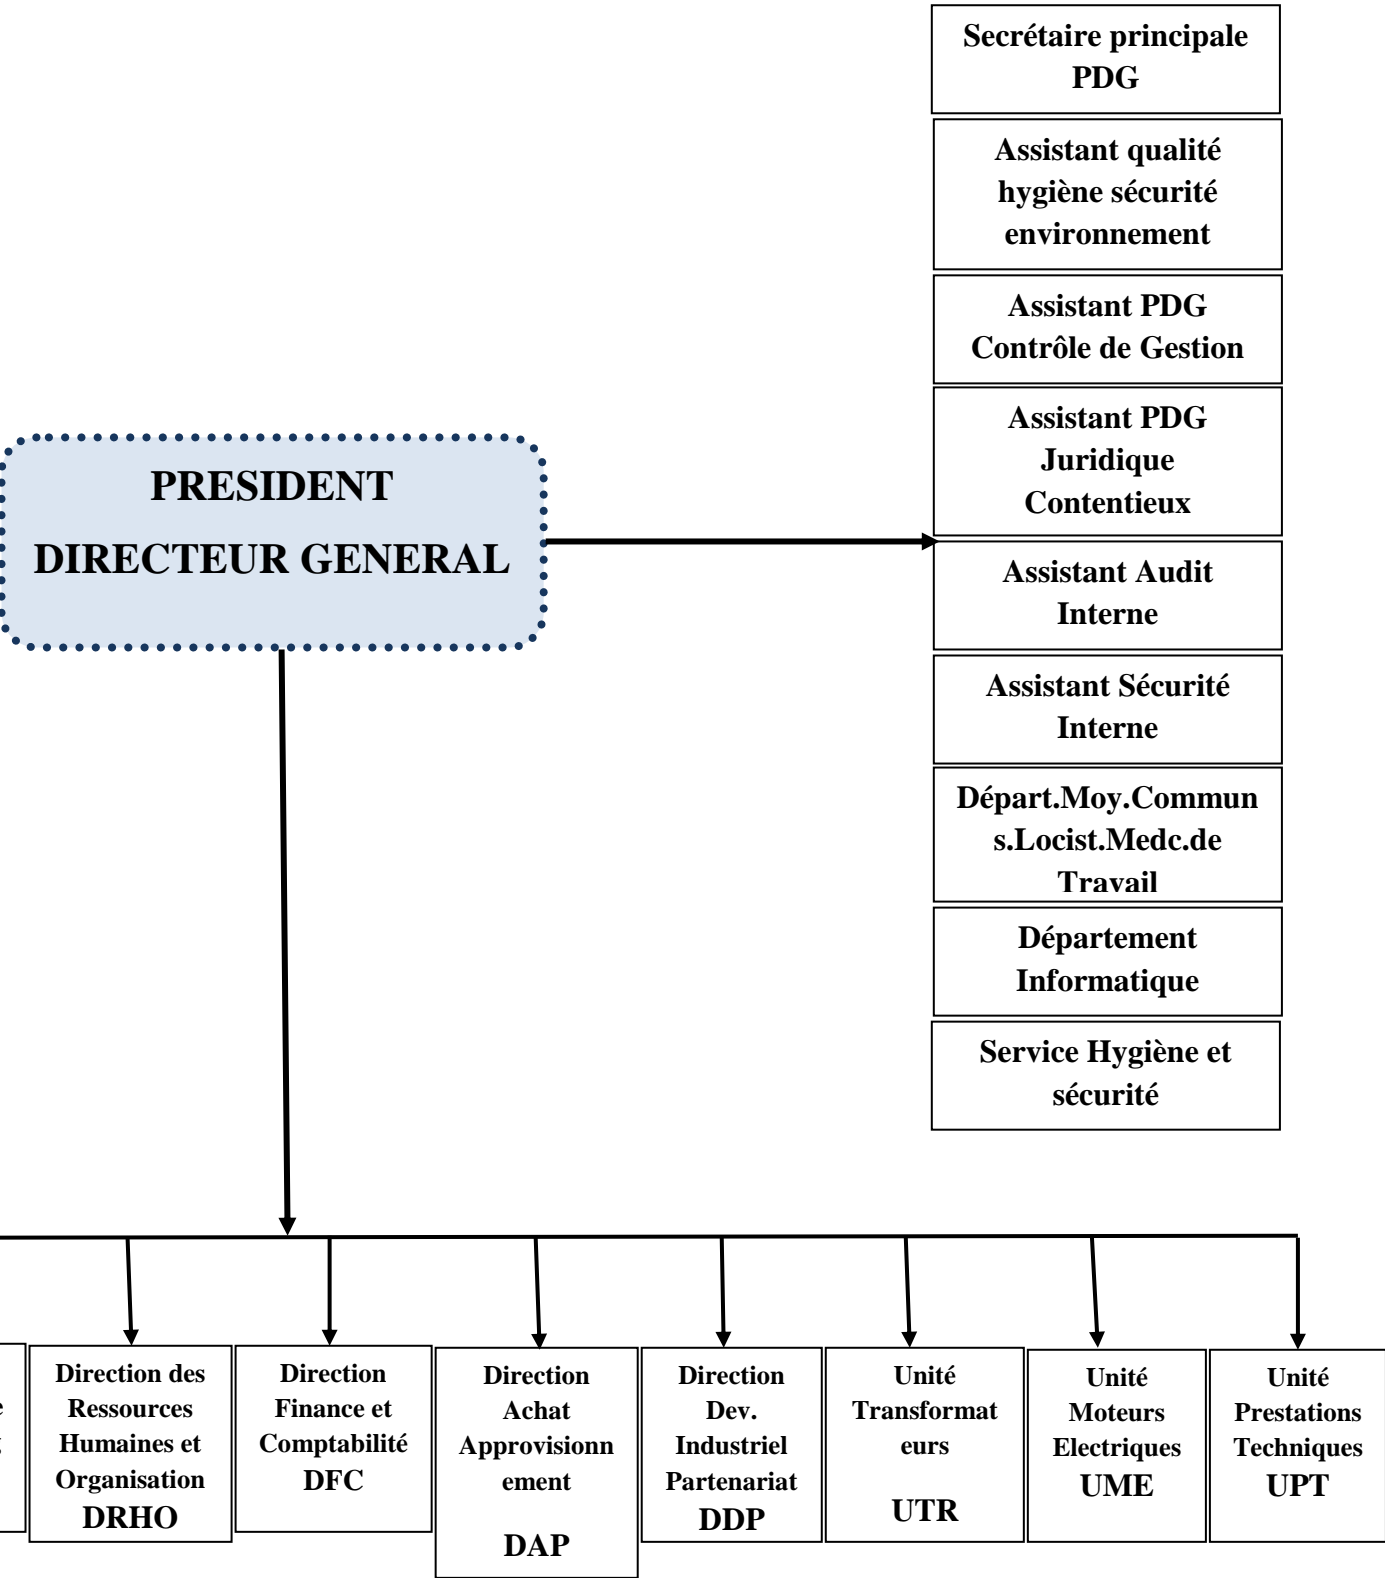 Secrétaire principale
PDG
Assistant qualité
hygiène sécurité
environnement
Assistant PDG
Contrôle de Gestion
Assistant PDG
Juridique
Contentieux
PRESIDENT
DIRECTEUR GENERAL
Assistant Audit
Interne
Assistant Sécurité
Interne
Départ.Moy.Commun
s.Locist.Medc.de
Travail
Département
Informatique
Service Hygiène et
sécurité
Direction des
Ressources
Humaines et
Organisation
DRHO
Direction
Finance et
Comptabilité
DFC
Direction
Achat
Approvisionn
ement
DAP
Direction
Dev.
Industriel
Partenariat
DDP
Unité
Transformat
eurs
UTR
Unité
Moteurs
Electriques
UME
Unité
Prestations
Techniques
UPT